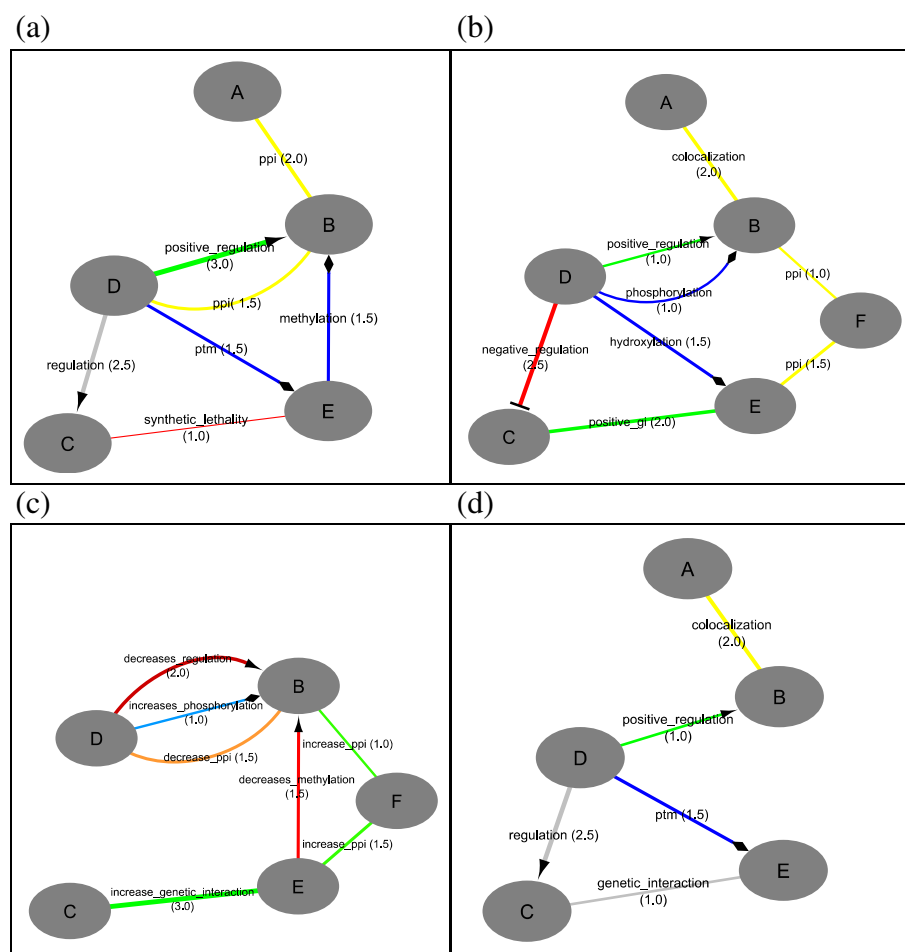 (a)
A
ppi (2.0)
B
positive_regulation
(3.0)
D
ppi( 1.5)
methylation (1.5)
ptm (1.5)
regulation (2.5)
synthetic_lethality
(1.0)
E
C
(b)
A
colocalization
(2.0)
B
positive_regulation
(1.0)
D
ppi (1.0)
phosphorylation
(1.0)
F
hydroxylation (1.5)
negative_regulation
(2.5)
ppi (1.5)
E
positive_gi (2.0)
C
(c)
decreases_regulation
(2.0)
B
increases_phosphorylation
(1.0)
D
decrease_ppi (1.5)
increase_ppi (1.0)
decreases_methylation
(1.5)
F
increase_ppi (1.5)
E
increase_genetic_interaction
(3.0)
C
(d)
A
colocalization
(2.0)
B
positive_regulation
(1.0)
D
ptm (1.5)
regulation (2.5)
E
genetic_interaction
(1.0)
C